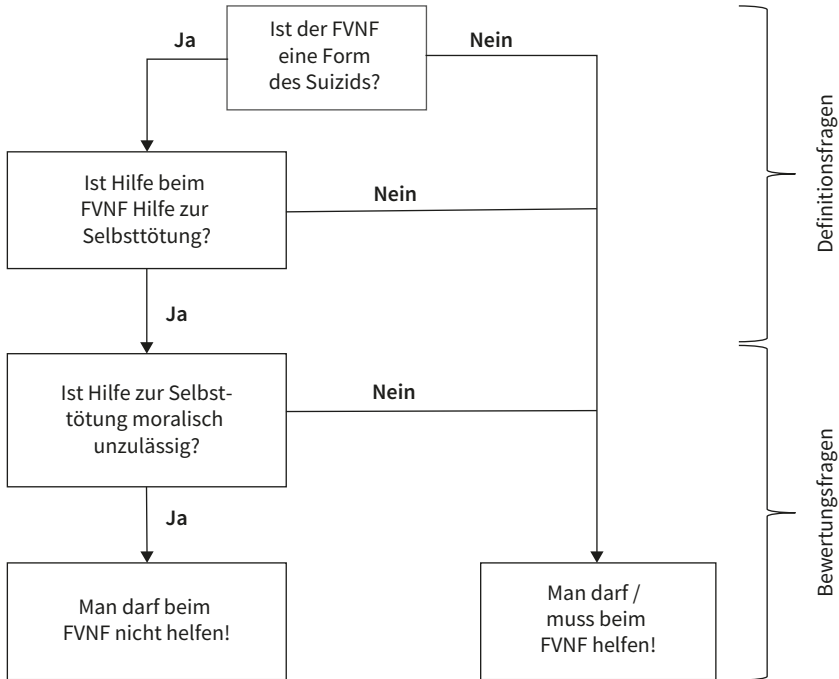 Ja
Ist der FVNF
eine Form
des Suizids?
Nein
Ist Hilfe beim
FVNF Hilfe zur
Selbsttötung?
Nein
Ja
Ist Hilfe zur Selbst-
tötung moralisch
unzulässig?
Nein
Ja
Man darf beim
FVNF nicht helfen!
Man darf /
muss beim
FVNF helfen!
Definitionsfragen
Bewertungsfragen